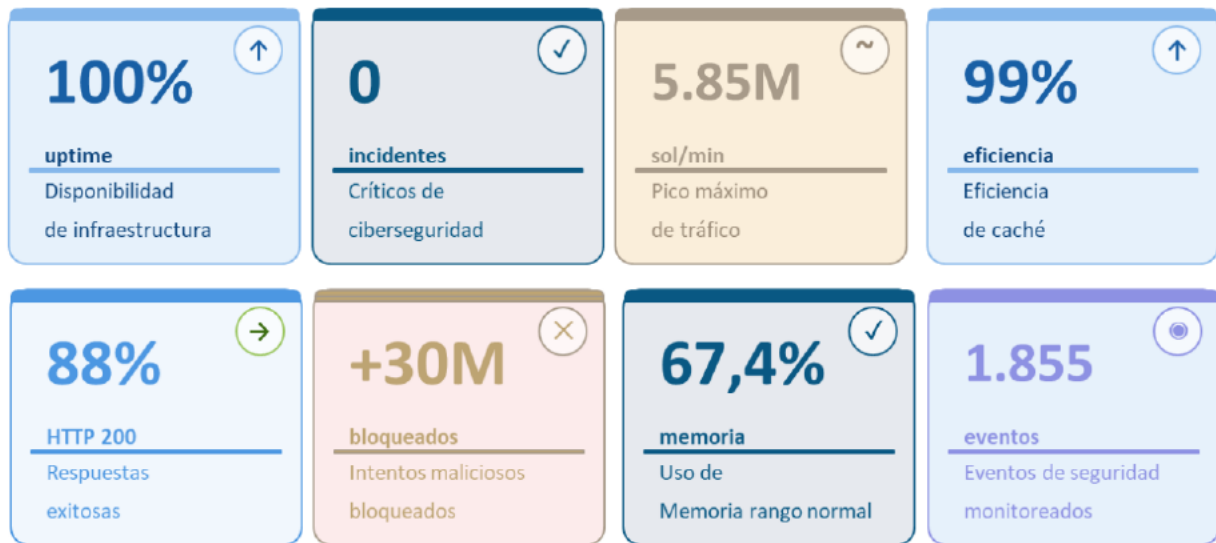 100%
uptime
Disponibilidad
de infraestructura
0
incidentes
Críticos de
ciberseguridad
5.85M
sol/min
Pico máximo
de tráfico
99%
eficiencia
Eficiencia
de caché
88%
HTTP 200
Respuestas
exitosas
+30M
bloqueados
Intentos maliciosos
bloqueados
67,4%
memoria
Uso de
Memoria rango normal
1.855
eventos
Eventos de seguridad
monitoreados